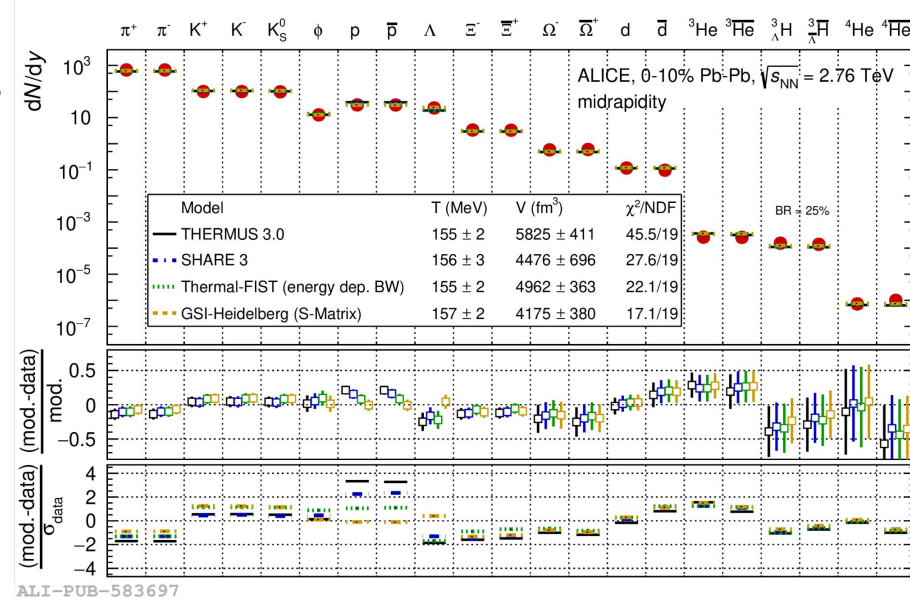 π⁺ π⁻ K⁺ K⁻ K⁰S ϕ p p̅ Λ Ξ⁻ Ξ̅⁺ Ω⁻ Ω̅⁺ d d̅ ³He ³H̅e̅ ³ΛH ³Λ̅H̅ ⁴He ⁴H̅e̅
dN/dy
10³
10
10⁻¹
10⁻³
10⁻⁵
10⁻⁷
ALICE, 0-10% Pb-Pb, √sNN = 2.76 TeV
midrapidity
BR = 25%
Model T (MeV) V (fm³) χ²/NDF
THERMUS 3.0 155 ± 2 5825 ± 411 45.5/19
SHARE 3 156 ± 3 4476 ± 696 27.6/19
Thermal-FIST (energy dep. BW) 155 ± 2 4962 ± 363 22.1/19
GSI-Heidelberg (S-Matrix) 157 ± 2 4175 ± 380 17.1/19
(mod.-data)
mod.
0.5
0
−0.5
(mod.-data)
σdata
4
2
0
−2
−4
ALI-PUB-583697